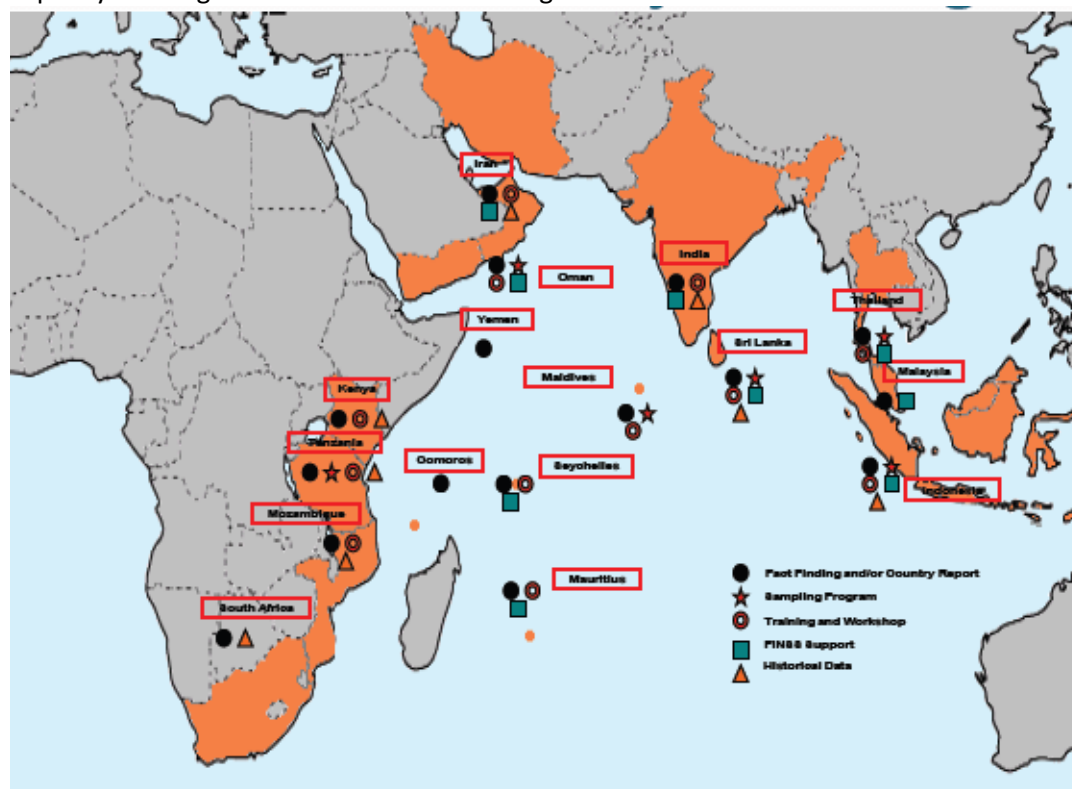 Iran
India
Oman
Thailand
Yemen
Sri Lanka
Maldives
Malaysia
Kenya
Tanzania
Comoros
Seychelles
Indonesia
Mozambique
Mauritius
South Africa
Fact Finding and/or Country Report
Sampling Program
Training and Workshop
FINSS Support
Historical Data